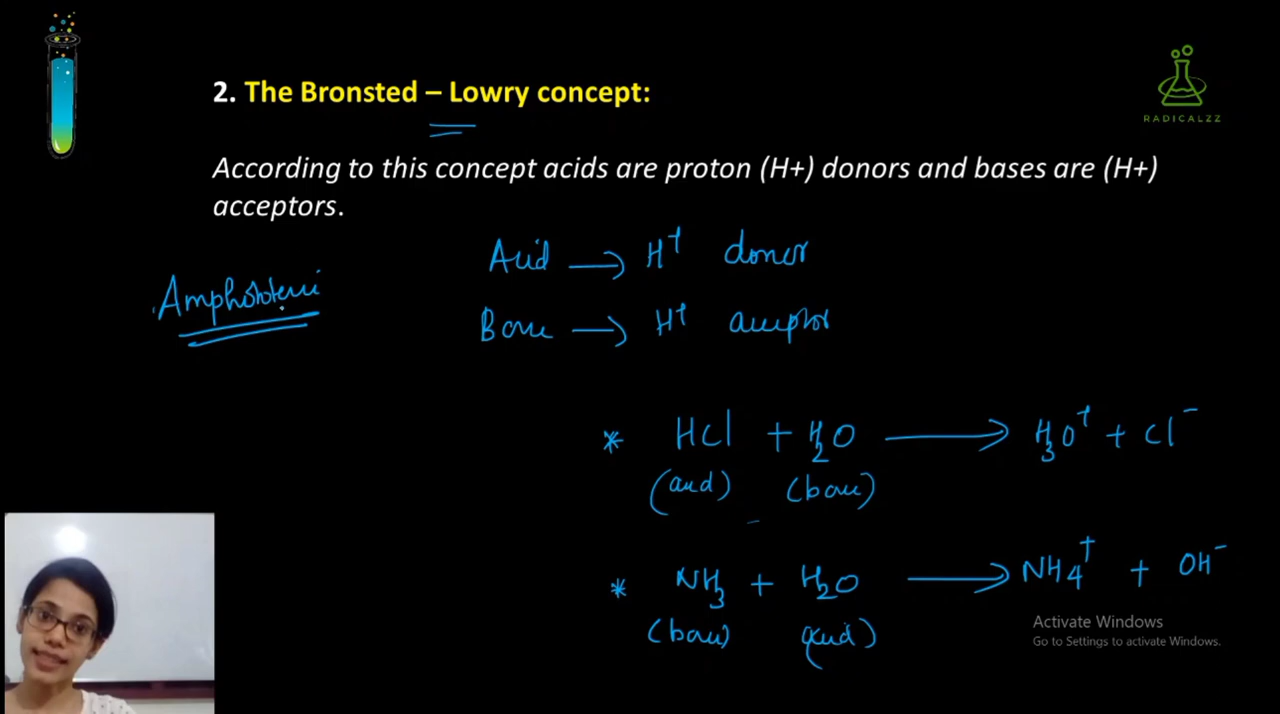 2. The Bronsted – Lowry concept:
RADICALZZ
According to this concept acids are proton (H+) donors and bases are (H+)
acceptors.
Acid → H⁺ donor
Base → H⁺ acceptor
* HCl + H₂O → H₃O⁺ + Cl⁻
(acid) (base)
* NH₃ + H₂O → NH₄⁺ + OH⁻
(base) (acid)
Activate Windows
Go to Settings to activate Windows.